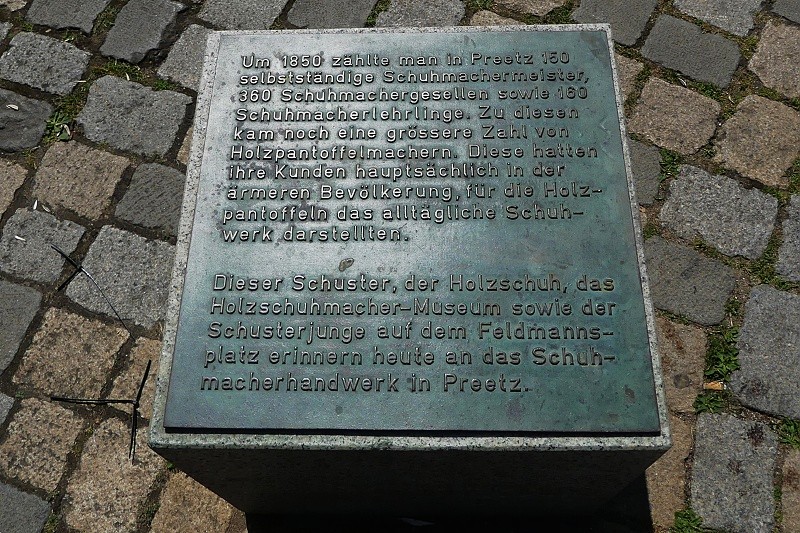 Um 1850 zählte man in Preetz 150
selbstständige Schuhmachermeister,
360 Schuhmachergesellen sowie 160
Schuhmacherlehrlinge. Zu diesen
kam noch eine grössere Zahl von
Holzpantoffelmachern. Diese hatten
ihre Kunden hauptsächlich in der
ärmeren Bevölkerung, für die Holz-
pantoffeln das alltägliche Schuh-
werk darstellten.
Dieser Schuster, der Holzschuh, das
Holzschuhmacher-Museum sowie der
Schusterjunge auf dem Feldmanns-
platz erinnern heute an das Schuh-
macherhandwerk in Preetz.